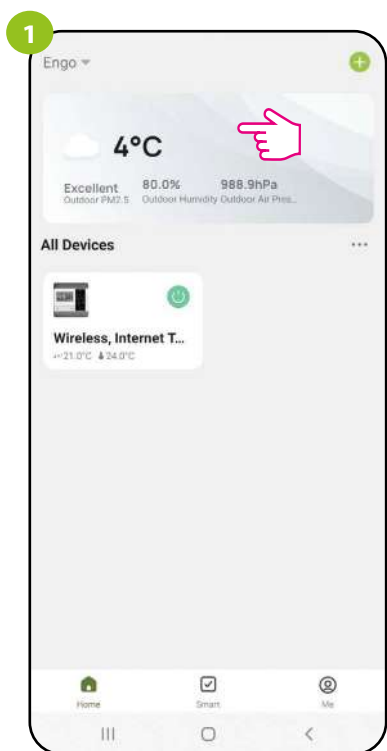 1
Engo
4°C
Excellent 80.0% 988.9hPa
Outdoor PM2.5 Outdoor Humidity Outdoor Air Pres...
All Devices
Wireless, Internet T...
21.0°C 24.0°C
Home Smart Me